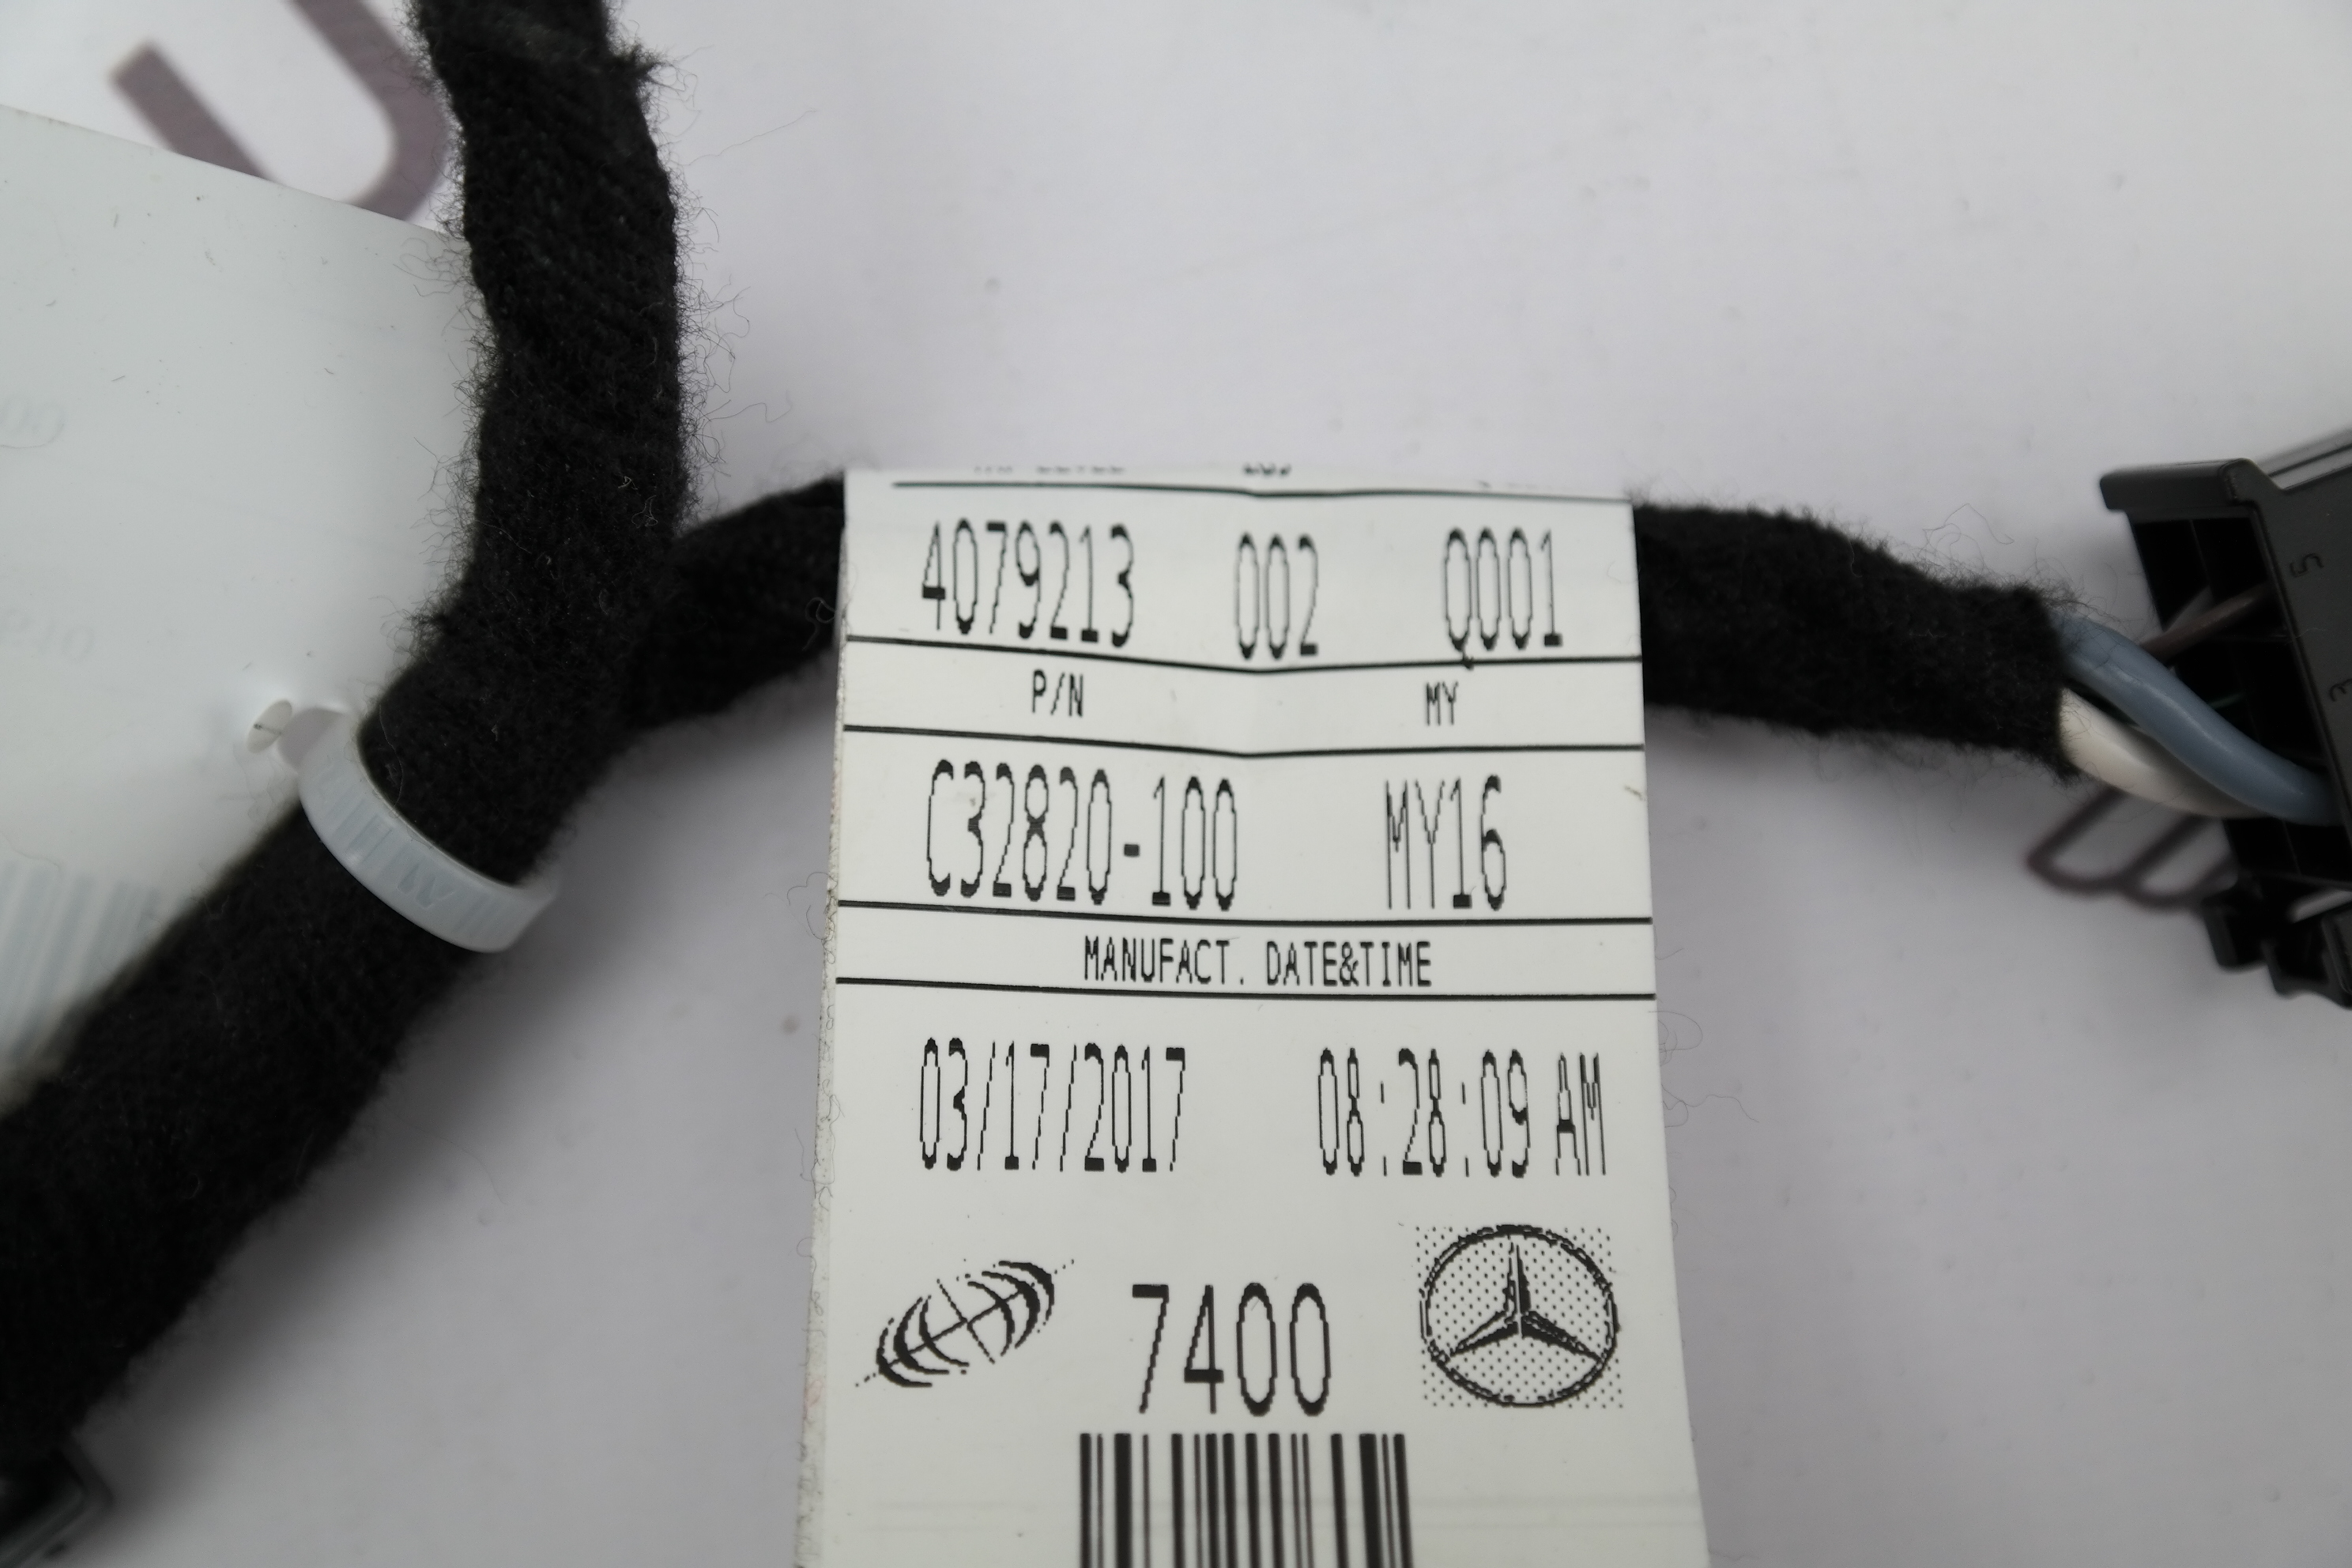 4079213 002 Q001
P/N MY
C32820-100 MY16
MANUFACT. DATE&TIME
03/17/2017 08:28:09 AM
7400